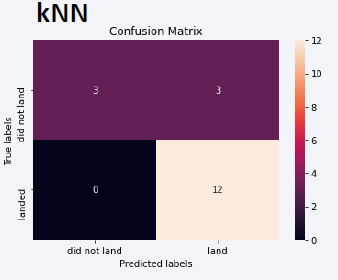 kNN
Confusion Matrix
True labels
did not land
landed
3
3
0
12
did not land
land
Predicted labels
12
10
8
6
4
2
0